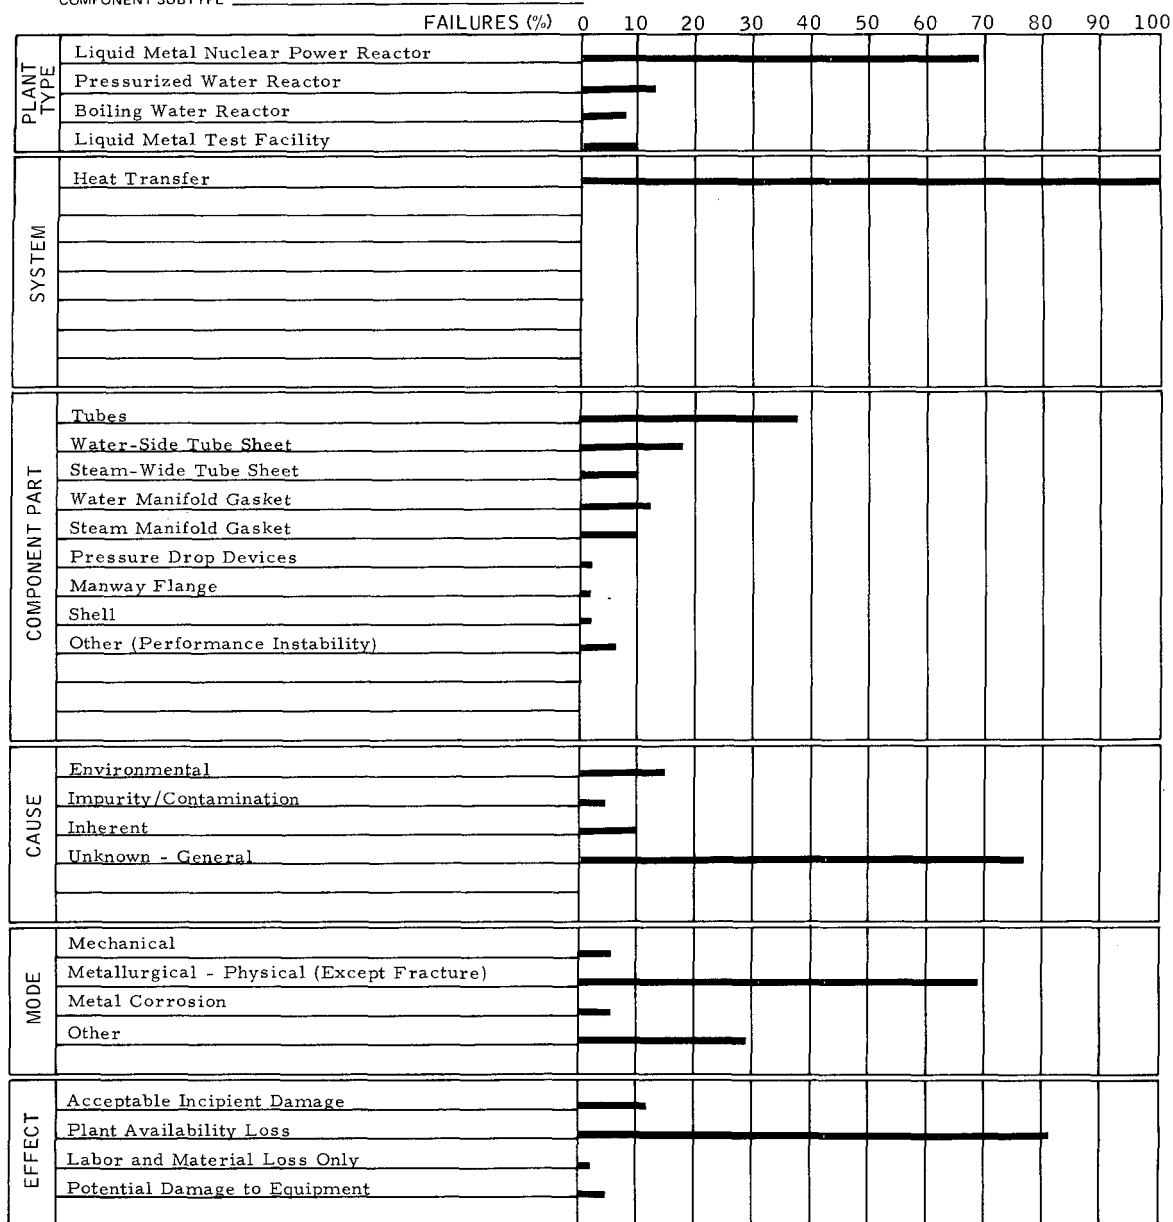 COMPONENT SUBTYPE
FAILURES (%) 0 10 20 30 40 50 60 70 80 90 100
PLANT TYPE
Liquid Metal Nuclear Power Reactor
Pressurized Water Reactor
Boiling Water Reactor
Liquid Metal Test Facility
SYSTEM
Heat Transfer
COMPONENT PART
Tubes
Water-Side Tube Sheet
Steam-Wide Tube Sheet
Water Manifold Gasket
Steam Manifold Gasket
Pressure Drop Devices
Manway Flange
Shell
Other (Performance Instability)
CAUSE
Environmental
Impurity/Contamination
Inherent
Unknown - General
MODE
Mechanical
Metallurgical - Physical (Except Fracture)
Metal Corrosion
Other
EFFECT
Acceptable Incipient Damage
Plant Availability Loss
Labor and Material Loss Only
Potential Damage to Equipment